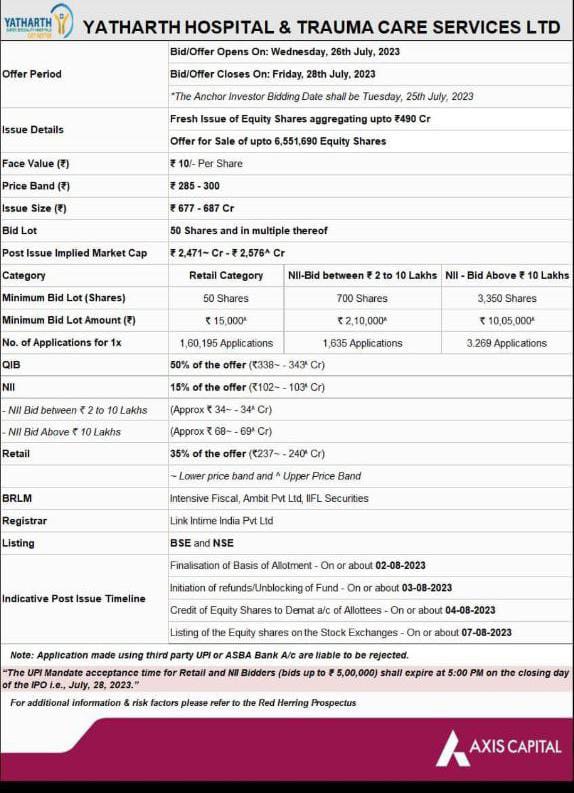 YATHARTH
SUPER SPECIALITY HOSPITALS
YATHARTH HOSPITAL & TRAUMA CARE SERVICES LTD
Offer Period
Bid/Offer Opens On: Wednesday, 26th July, 2023
Bid/Offer Closes On: Friday, 28th July, 2023
*The Anchor Investor Bidding Date shall be Tuesday, 25th July, 2023
Issue Details
Fresh Issue of Equity Shares aggregating upto ₹490 Cr
Offer for Sale of upto 6,551,690 Equity Shares
Face Value (₹) ₹ 10/- Per Share
Price Band (₹) ₹ 285 - 300
Issue Size (₹) ₹ 677 - 687 Cr
Bid Lot 50 Shares and in multiple thereof
Post Issue Implied Market Cap ₹ 2,471~ Cr - ₹ 2,576^ Cr
Category Retail Category NII-Bid between ₹ 2 to 10 Lakhs NII - Bid Above ₹ 10 Lakhs
Minimum Bid Lot (Shares) 50 Shares 700 Shares 3,350 Shares
Minimum Bid Lot Amount (₹) ₹ 15,000^ ₹ 2,10,000^ ₹ 10,05,000^
No. of Applications for 1x 1,60,195 Applications 1,635 Applications 3.269 Applications
QIB 50% of the offer (₹338~ - 343^ Cr)
NII 15% of the offer (₹102~ - 103^ Cr)
- NII Bid between ₹ 2 to 10 Lakhs (Approx ₹ 34~ - 34^ Cr)
- NII Bid Above ₹ 10 Lakhs (Approx ₹ 68~ - 69^ Cr)
Retail 35% of the offer (₹237~ - 240^ Cr)
~ Lower price band and ^ Upper Price Band
BRLM Intensive Fiscal, Ambit Pvt Ltd, IIFL Securities
Registrar Link Intime India Pvt Ltd
Listing BSE and NSE
Indicative Post Issue Timeline
Finalisation of Basis of Allotment - On or about 02-08-2023
Initiation of refunds/Unblocking of Fund - On or about 03-08-2023
Credit of Equity Shares to Demat a/c of Allottees - On or about 04-08-2023
Listing of the Equity shares on the Stock Exchanges - On or about 07-08-2023
Note: Application made using third party UPI or ASBA Bank A/c are liable to be rejected.
"The UPI Mandate acceptance time for Retail and NII Bidders (bids up to ₹ 5,00,000) shall expire at 5:00 PM on the closing day
of the IPO i.e., July, 28, 2023."
For additional information & risk factors please refer to the Red Herring Prospectus
AXIS CAPITAL